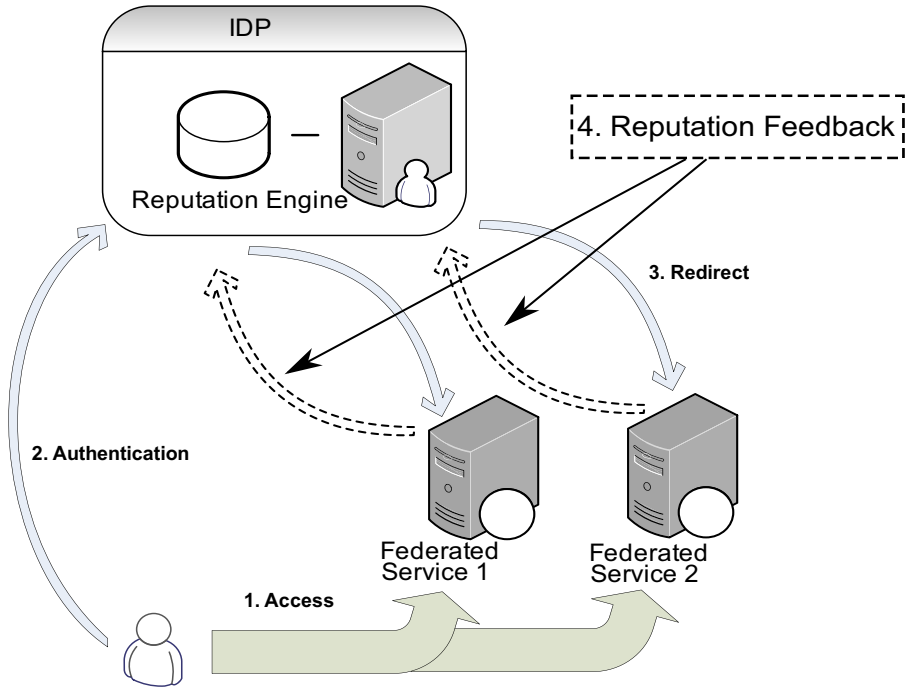 IDP
Reputation Engine
4. Reputation Feedback
3. Redirect
2. Authentication
Federated
Service 1
Federated
Service 2
1. Access